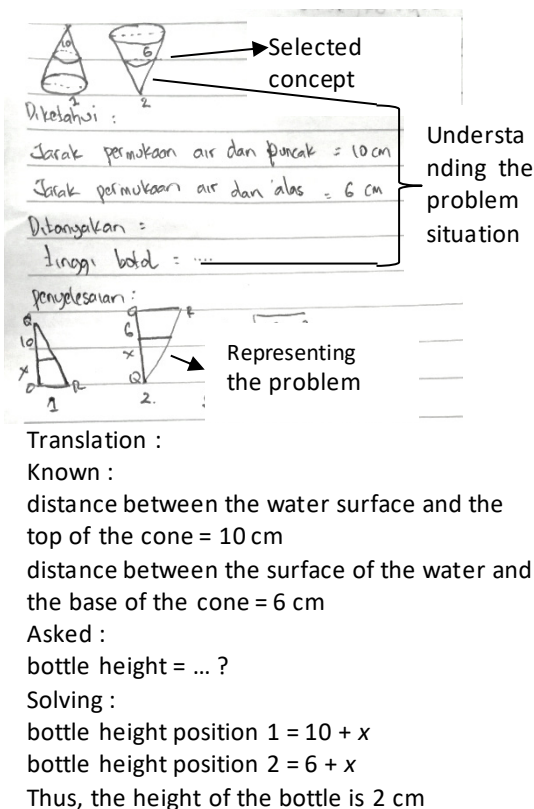 10
6
1
2
Selected
concept
Diketahui :
Jarak permukaan air dan puncak = 10 cm
Jarak permukaan air dan alas = 6 cm
Ditanyakan =
tinggi botol = ....
Understa
nding the
problem
situation
penyelesaian :
10
x
R
1
6
x
Q
2.
Representing
the problem
Translation :
Known :
distance between the water surface and the
top of the cone = 10 cm
distance between the surface of the water and
the base of the cone = 6 cm
Asked :
bottle height = … ?
Solving :
bottle height position 1 = 10 + x
bottle height position 2 = 6 + x
Thus, the height of the bottle is 2 cm